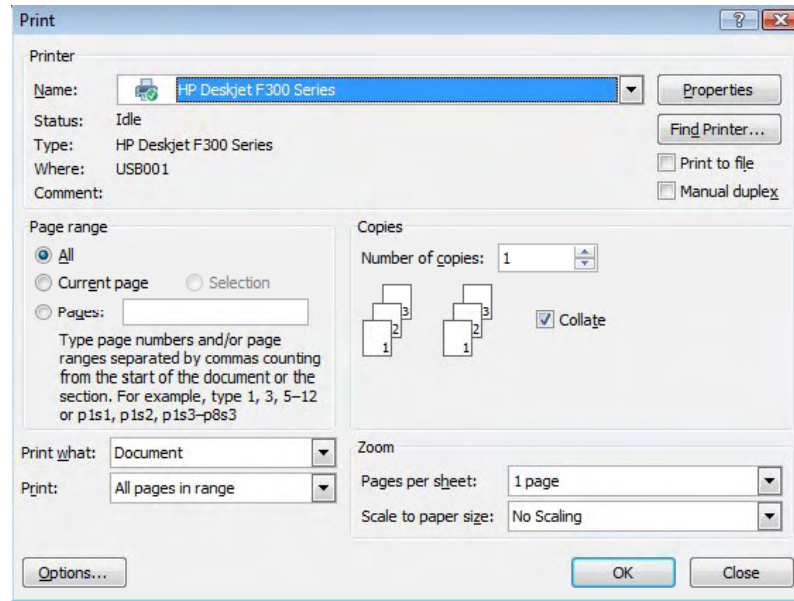 Print
Printer
Name: HP Deskjet F300 Series Properties
Status: Idle
Find Printer...
Type: HP Deskjet F300 Series
Where: USB001 Print to file
Comment: Manual duplex
Page range
All
Current page Selection
Pages:
Type page numbers and/or page
ranges separated by commas counting
from the start of the document or the
section. For example, type 1, 3, 5–12
or p1s1, p1s2, p1s3–p8s3
Copies
Number of copies: 1
3 3
2 2
1 1
Collate
Print what: Document
Print: All pages in range
Zoom
Pages per sheet: 1 page
Scale to paper size: No Scaling
Options... OK Close